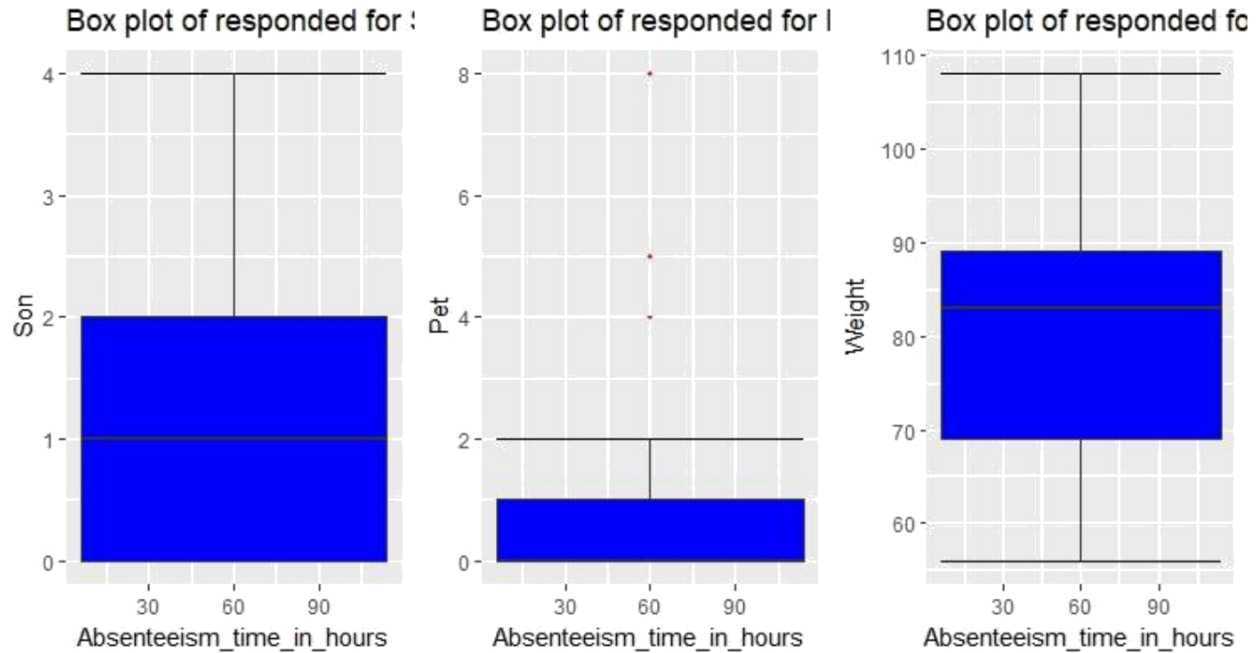 Box plot of responded for
Son
4
3
2
1
0
30 60 90
Absenteeism_time_in_hours
Box plot of responded for
Pet
8
6
4
2
0
30 60 90
Absenteeism_time_in_hours
Box plot of responded fo
Weight
110
100
90
80
70
60
30 60 90
Absenteeism_time_in_hours